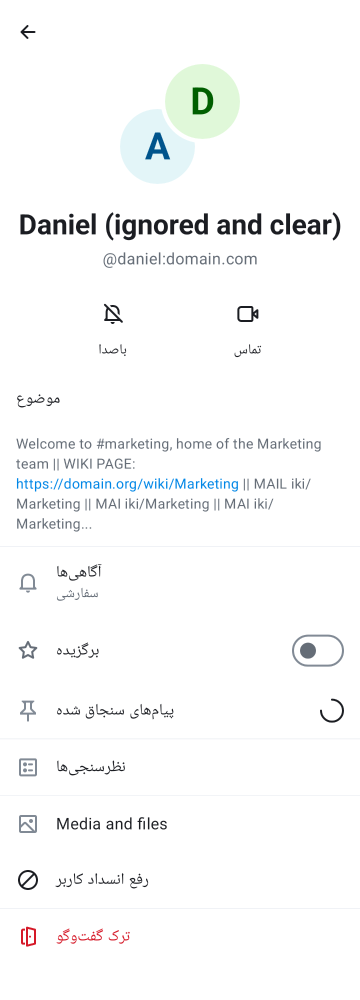 D
A
Daniel (ignored and clear)
@daniel:domain.com
باصدا
تماس
موضوع
Welcome to #marketing, home of the Marketing
team || WIKI PAGE:
https://domain.org/wiki/Marketing || MAIL iki/
Marketing || MAI iki/Marketing || MAI iki/
Marketing...
آگاهی‌ها
سفارشی
برگزیده
پیام‌های سنجاق شده
نظرسنجی‌ها
Media and files
رفع انسداد کاربر
ترک گفت‌وگو